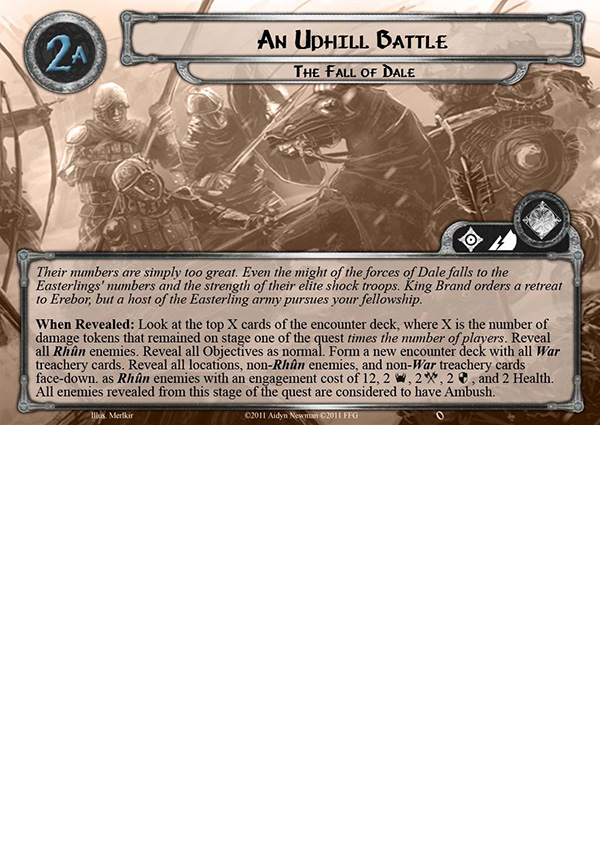 2A
An Uphill Battle
The Fall of Dale
Their numbers are simply too great. Even the might of the forces of Dale falls to the
Easterlings' numbers and the strength of their elite shock troops. King Brand orders a retreat
to Erebor, but a host of the Easterling army pursues your fellowship.
When Revealed: Look at the top X cards of the encounter deck, where X is the number of
damage tokens that remained on stage one of the quest times the number of players. Reveal
all Rhûn enemies. Reveal all Objectives as normal. Form a new encounter deck with all War
treachery cards. Reveal all locations, non-Rhûn enemies, and non-War treachery cards
face-down. as Rhûn enemies with an engagement cost of 12, 2 , 2 , 2 , and 2 Health.
All enemies revealed from this stage of the quest are considered to have Ambush.
Illus. Merlkir ©2011 Aidyn Newman ©2011 FFG 0